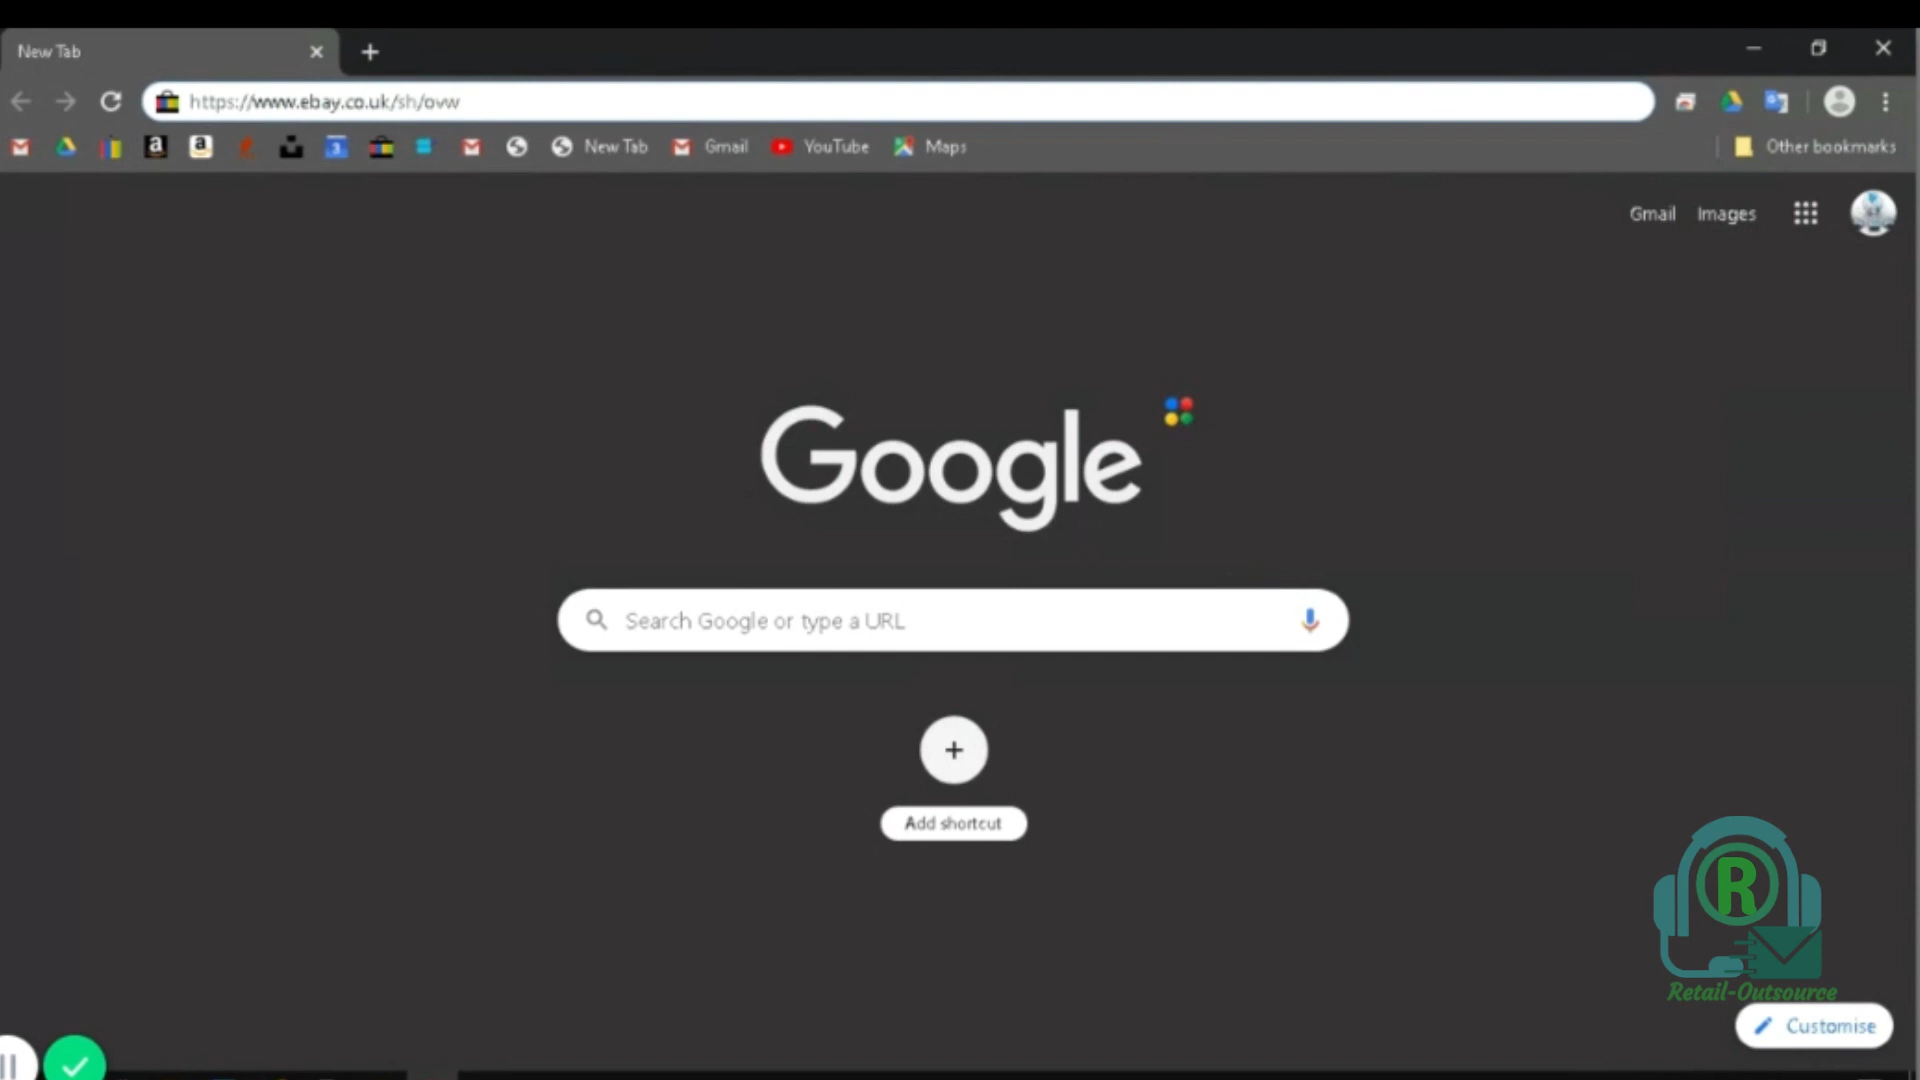 New Tab
https://www.ebay.co.uk/sh/ovw
a a 3 New Tab Gmail YouTube Maps Other bookmarks
Gmail Images
Google
Search Google or type a URL
Add shortcut
R
Retail-Outsource
Customise